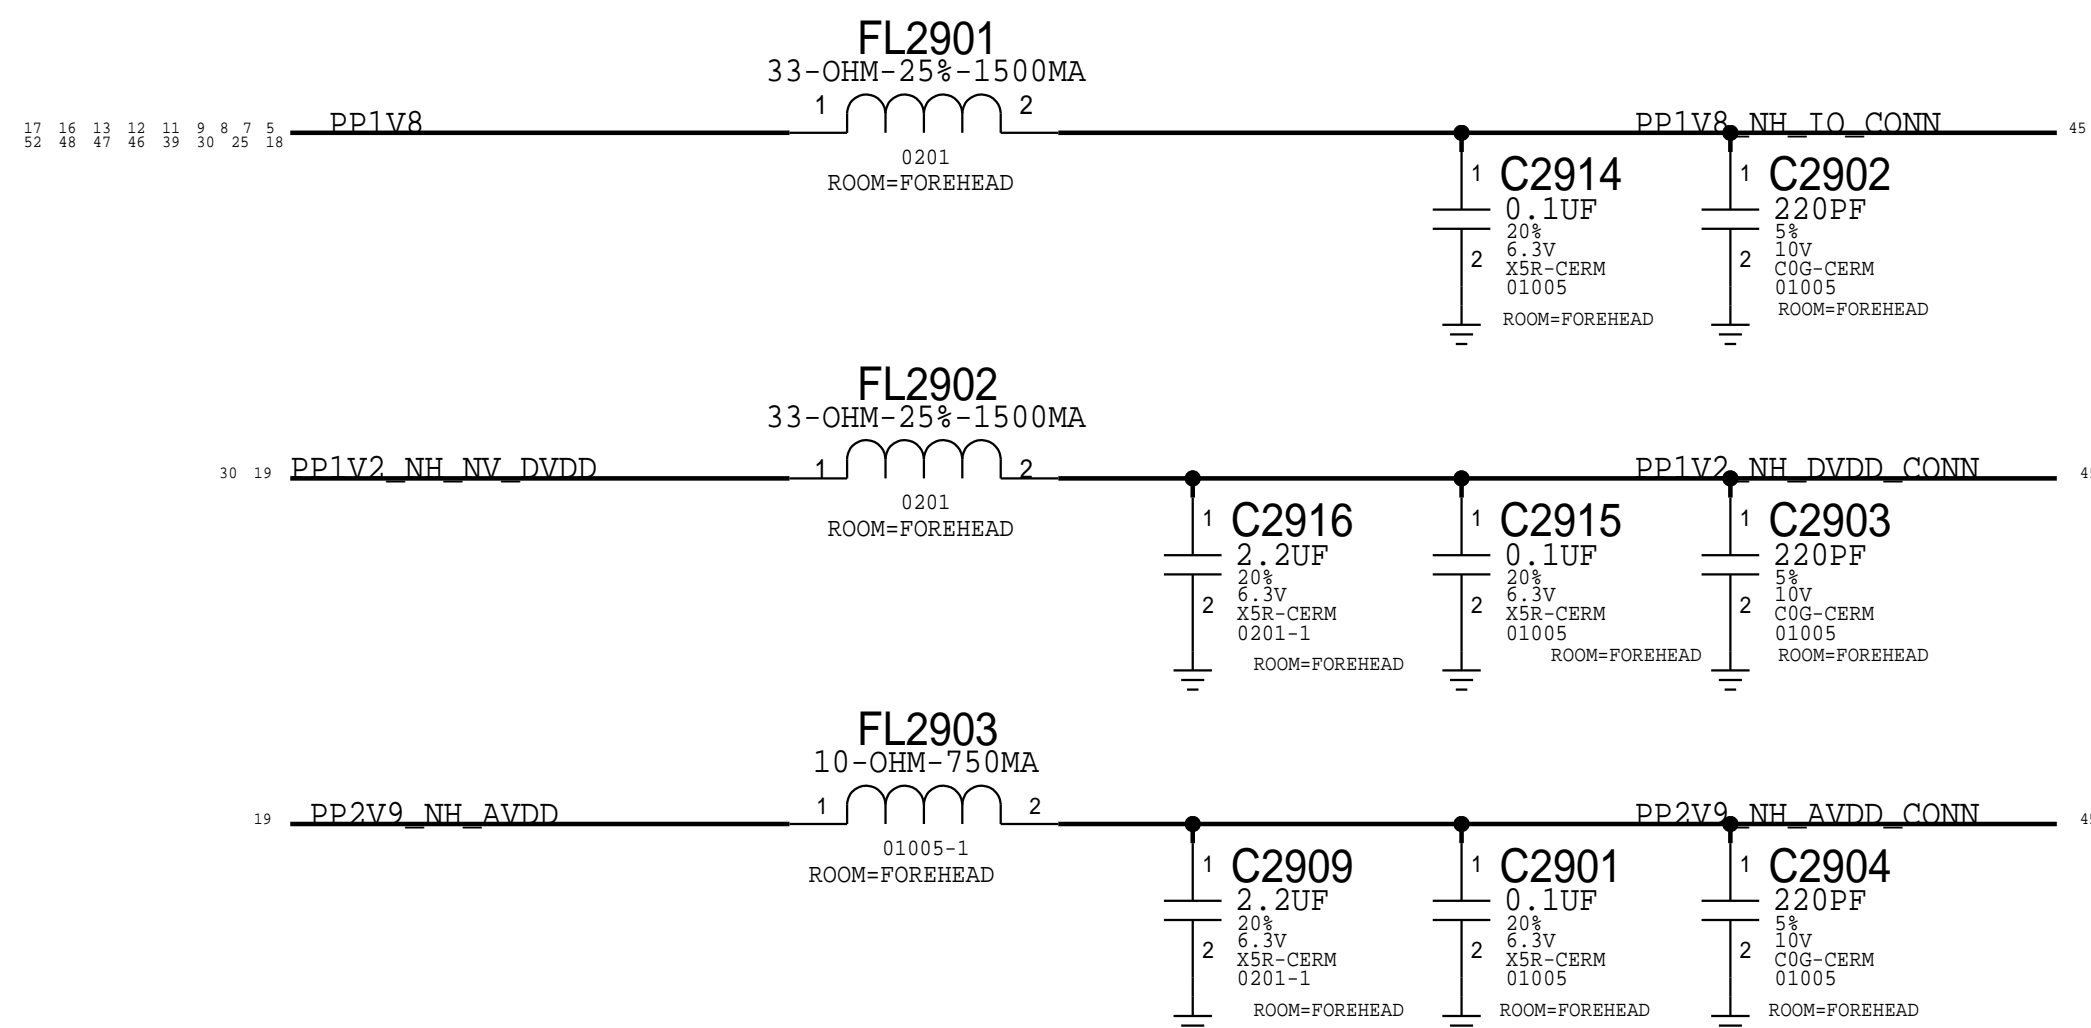 FL2901
33-OHM-25%-1500MA
1 2
17 16 13 12 11 9 8 7 5
52 48 47 46 39 30 25 18
PP1V8
PP1V8_NH_IO_CONN
45
0201
ROOM=FOREHEAD
1 C2914
0.1UF
20%
6.3V
2
X5R-CERM
01005
ROOM=FOREHEAD
1 C2902
220PF
5%
10V
2
C0G-CERM
01005
ROOM=FOREHEAD
FL2902
33-OHM-25%-1500MA
30 19
PP1V2_NH_NV_DVDD
1 2
PP1V2_NH_DVDD_CONN
0201
ROOM=FOREHEAD
1 C2916
2.2UF
20%
6.3V
2
X5R-CERM
0201-1
ROOM=FOREHEAD
1 C2915
0.1UF
20%
6.3V
2
X5R-CERM
01005
ROOM=FOREHEAD
1 C2903
220PF
5%
10V
2
C0G-CERM
01005
ROOM=FOREHEAD
FL2903
10-OHM-750MA
19
PP2V9_NH_AVDD
1 2
PP2V9_NH_AVDD_CONN
01005-1
ROOM=FOREHEAD
1 C2909
2.2UF
20%
6.3V
2
X5R-CERM
0201-1
ROOM=FOREHEAD
1 C2901
0.1UF
20%
6.3V
2
X5R-CERM
01005
ROOM=FOREHEAD
1 C2904
220PF
5%
10V
2
C0G-CERM
01005
ROOM=FOREHEAD